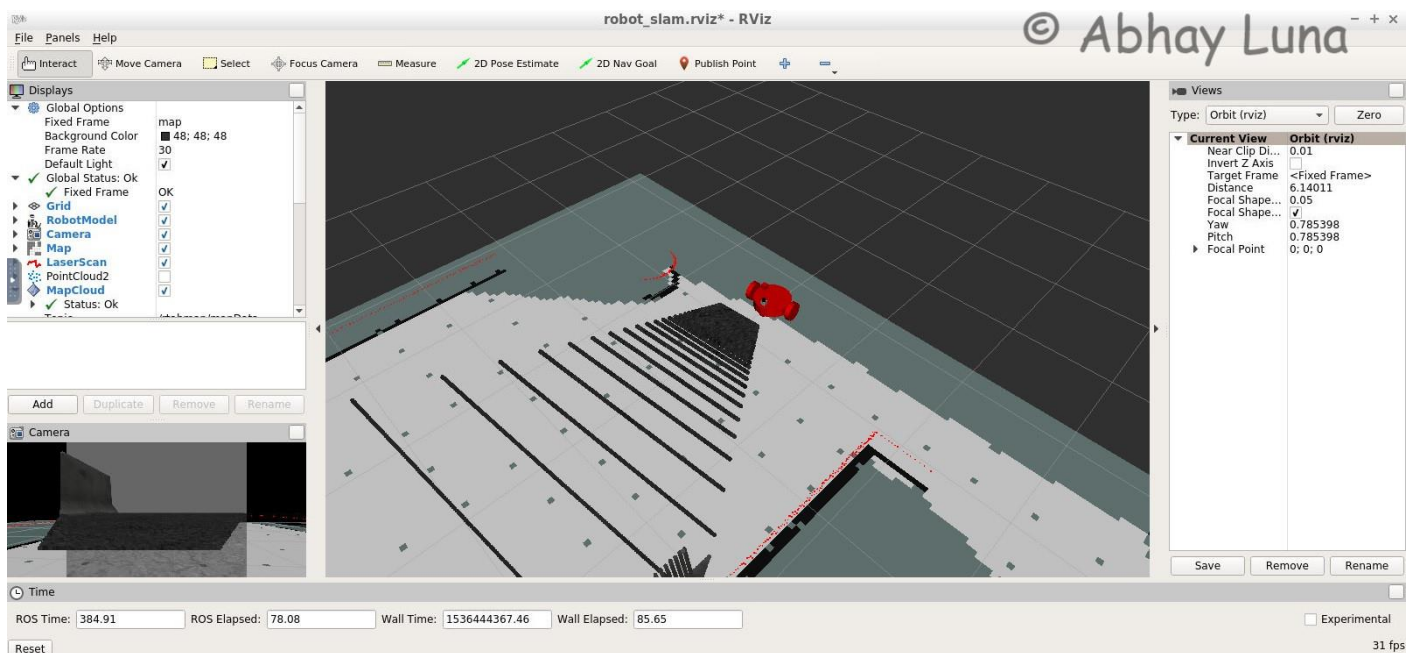 RViz
robot_slam.rviz* - RViz
© Abhay Luna
File Panels Help
Interact Move Camera Select Focus Camera Measure 2D Pose Estimate 2D Nav Goal Publish Point
Displays
Global Options
Fixed Frame map
Background Color 48; 48; 48
Frame Rate 30
Default Light
Global Status: Ok
Fixed Frame OK
Grid
RobotModel
Camera
Map
LaserScan
PointCloud2
MapCloud
Status: Ok
Add Duplicate Remove Rename
Camera
Views
Type: Orbit (rviz) Zero
Current View Orbit (rviz)
Near Clip Di... 0.01
Invert Z Axis
Target Frame <Fixed Frame>
Distance 6.14011
Focal Shape... 0.05
Focal Shape...
Yaw 0.785398
Pitch 0.785398
Focal Point 0; 0; 0
Save Remove Rename
Time
ROS Time: 384.91 ROS Elapsed: 78.08 Wall Time: 1536444367.46 Wall Elapsed: 85.65 Experimental
Reset 31 fps